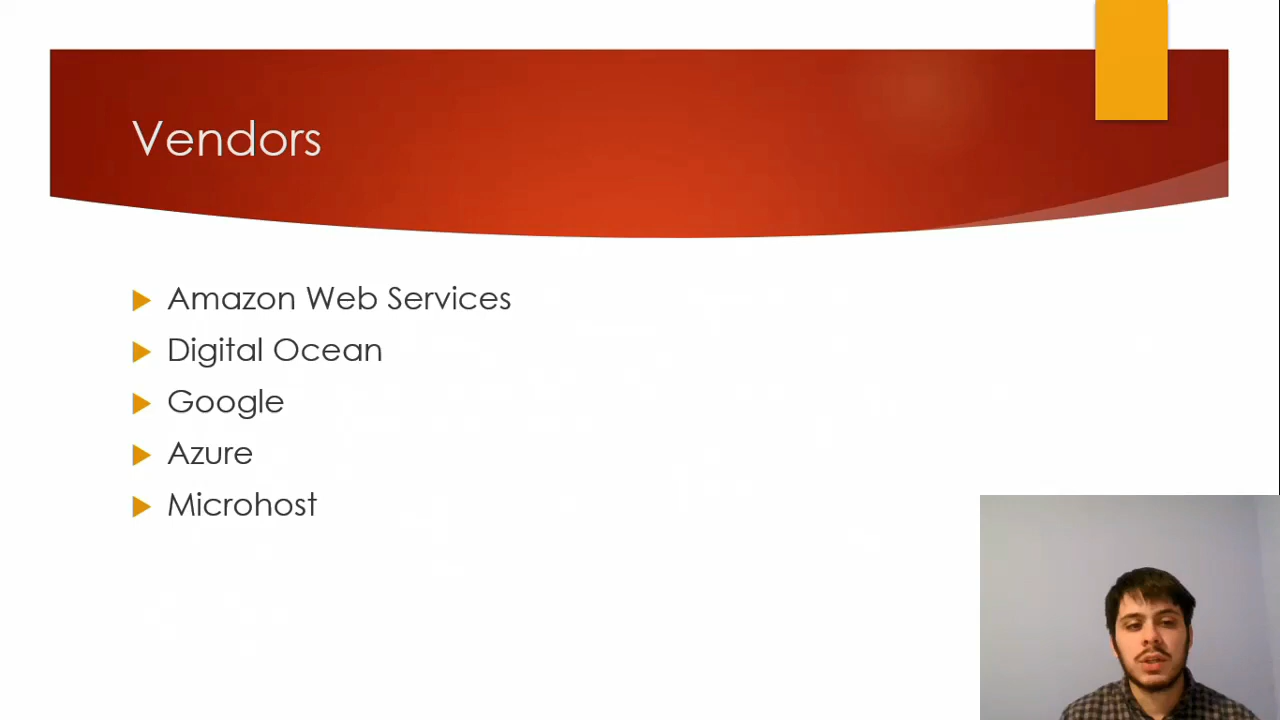 Vendors
Amazon Web Services
Digital Ocean
Google
Azure
Microhost